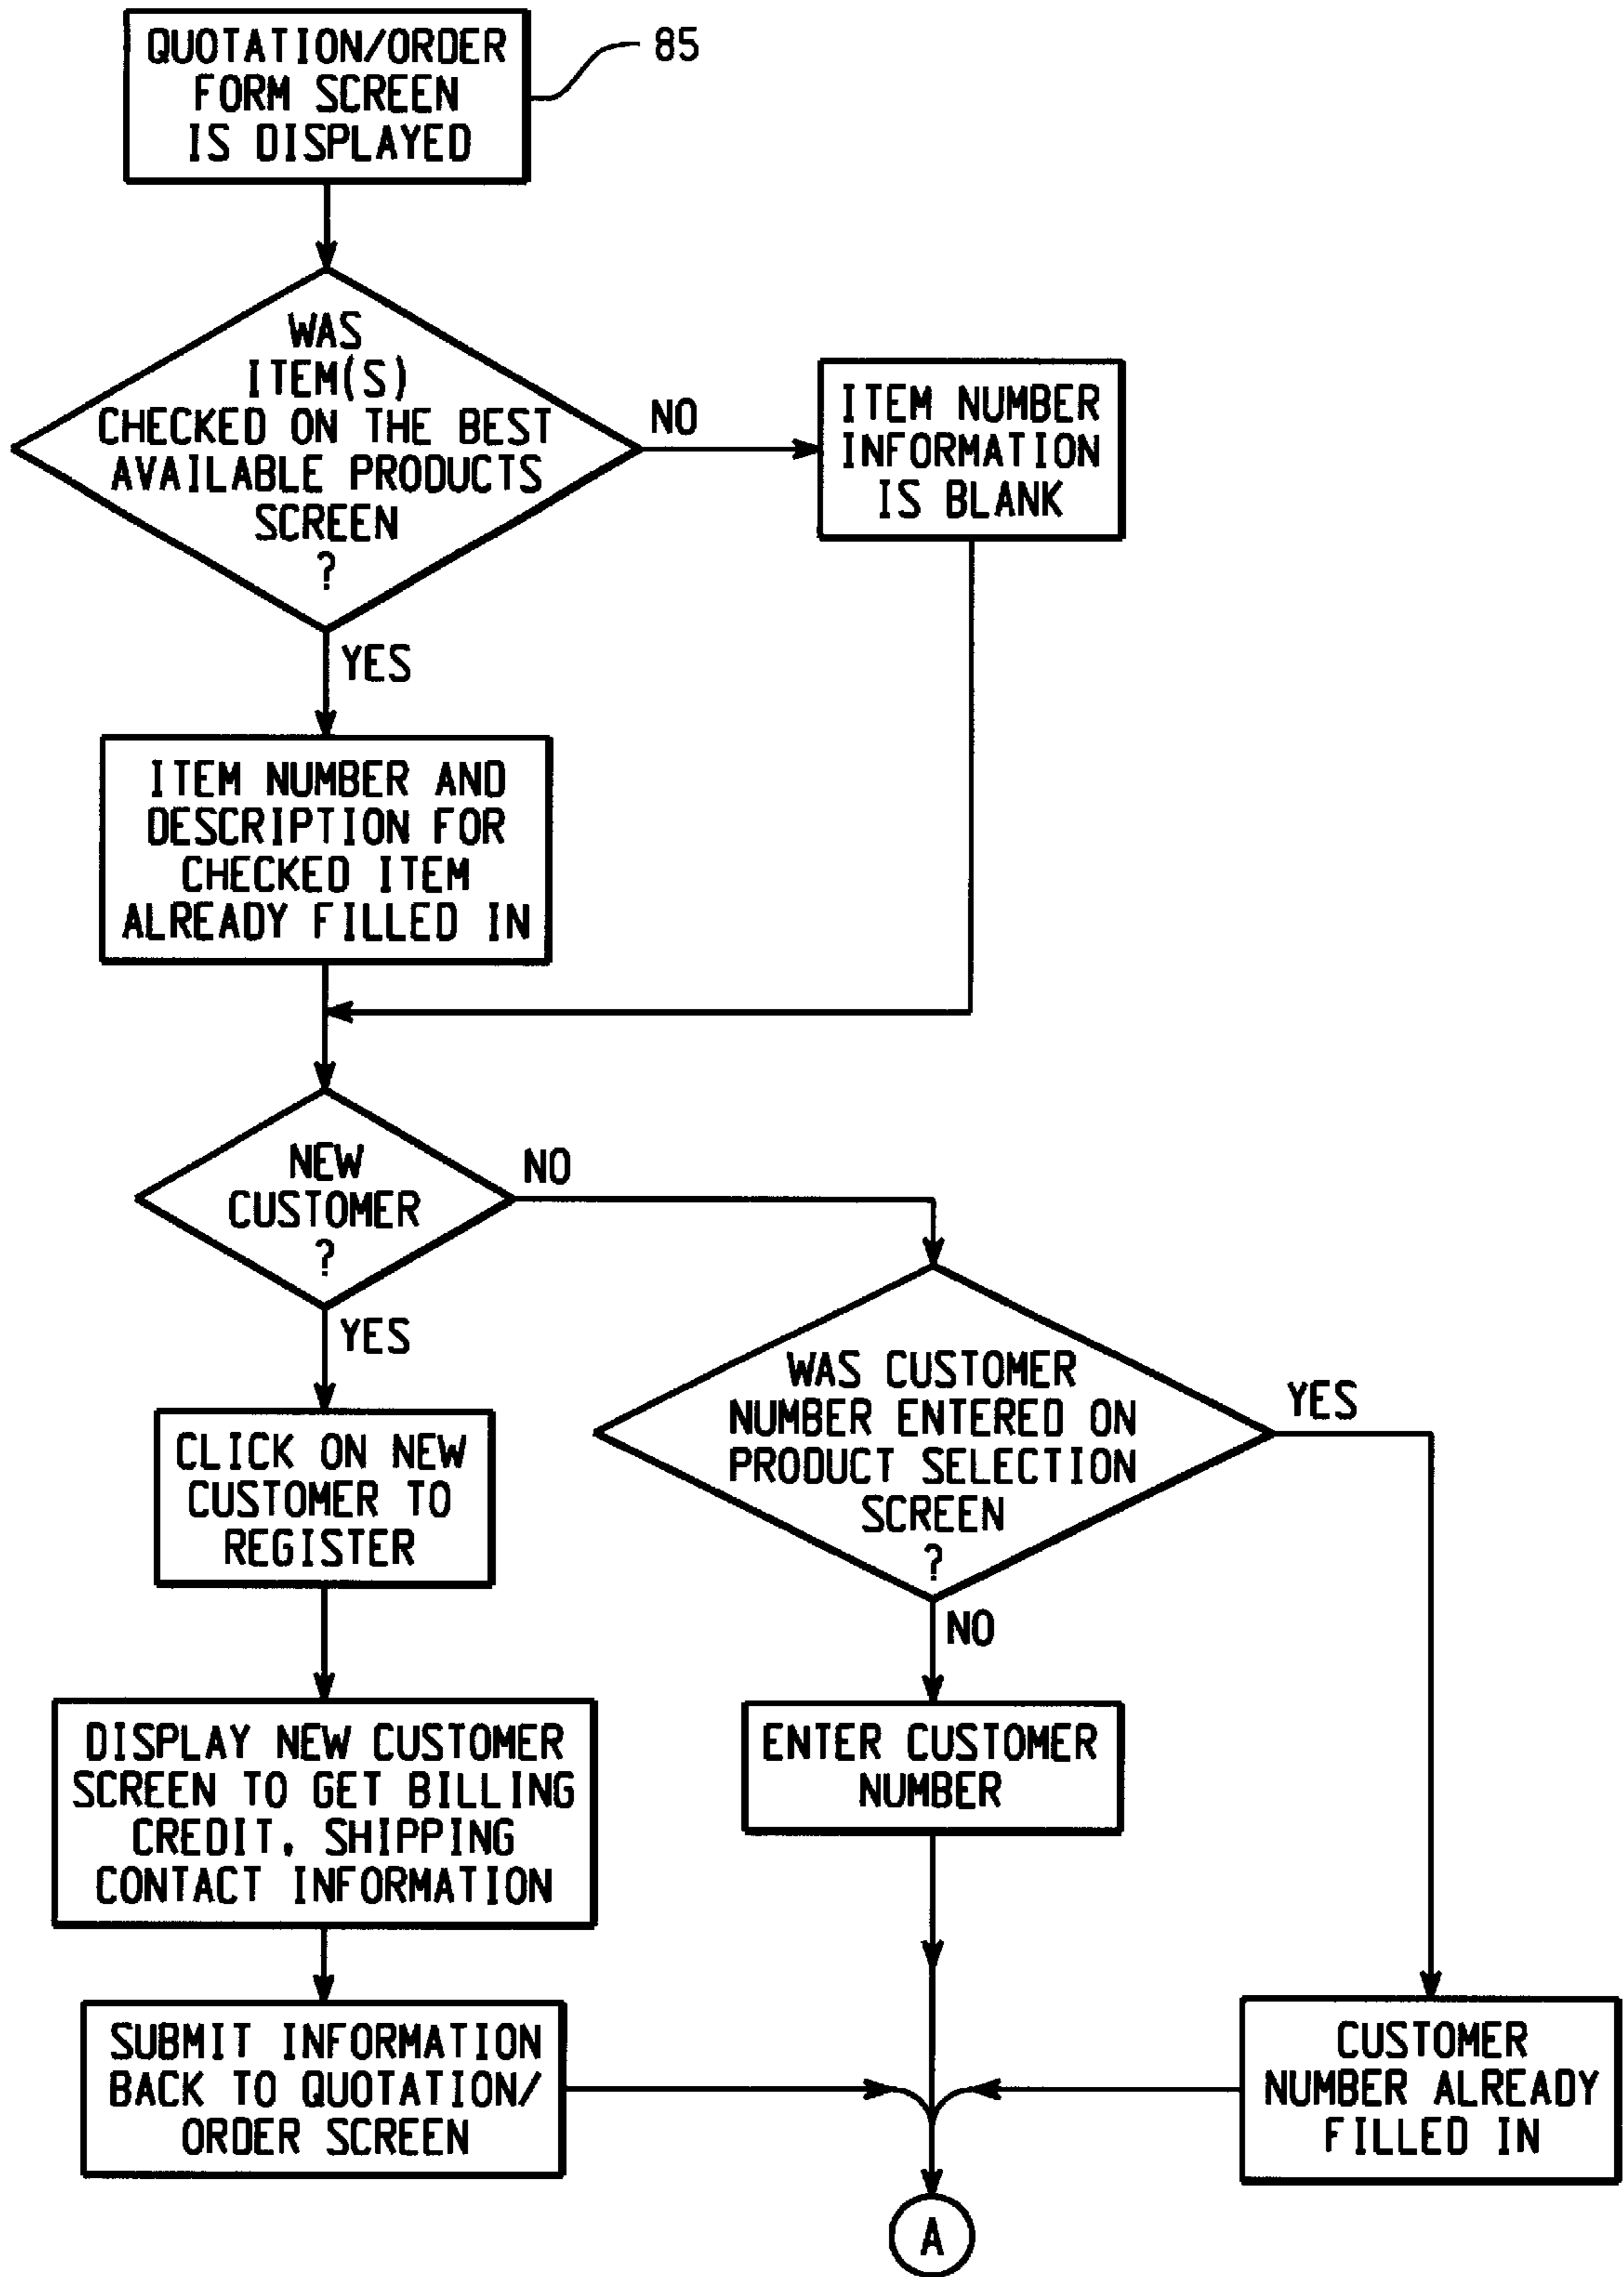 QUOTATION/ORDER
FORM SCREEN
IS DISPLAYED
85
WAS
ITEM(S)
CHECKED ON THE BEST
AVAILABLE PRODUCTS
SCREEN
?
NO
ITEM NUMBER
INFORMATION
IS BLANK
YES
ITEM NUMBER AND
DESCRIPTION FOR
CHECKED ITEM
ALREADY FILLED IN
NEW
CUSTOMER
?
NO
YES
WAS CUSTOMER
NUMBER ENTERED ON
PRODUCT SELECTION
SCREEN
?
YES
NO
CLICK ON NEW
CUSTOMER TO
REGISTER
DISPLAY NEW CUSTOMER
SCREEN TO GET BILLING
CREDIT, SHIPPING
CONTACT INFORMATION
ENTER CUSTOMER
NUMBER
SUBMIT INFORMATION
BACK TO QUOTATION/
ORDER SCREEN
CUSTOMER
NUMBER ALREADY
FILLED IN
A